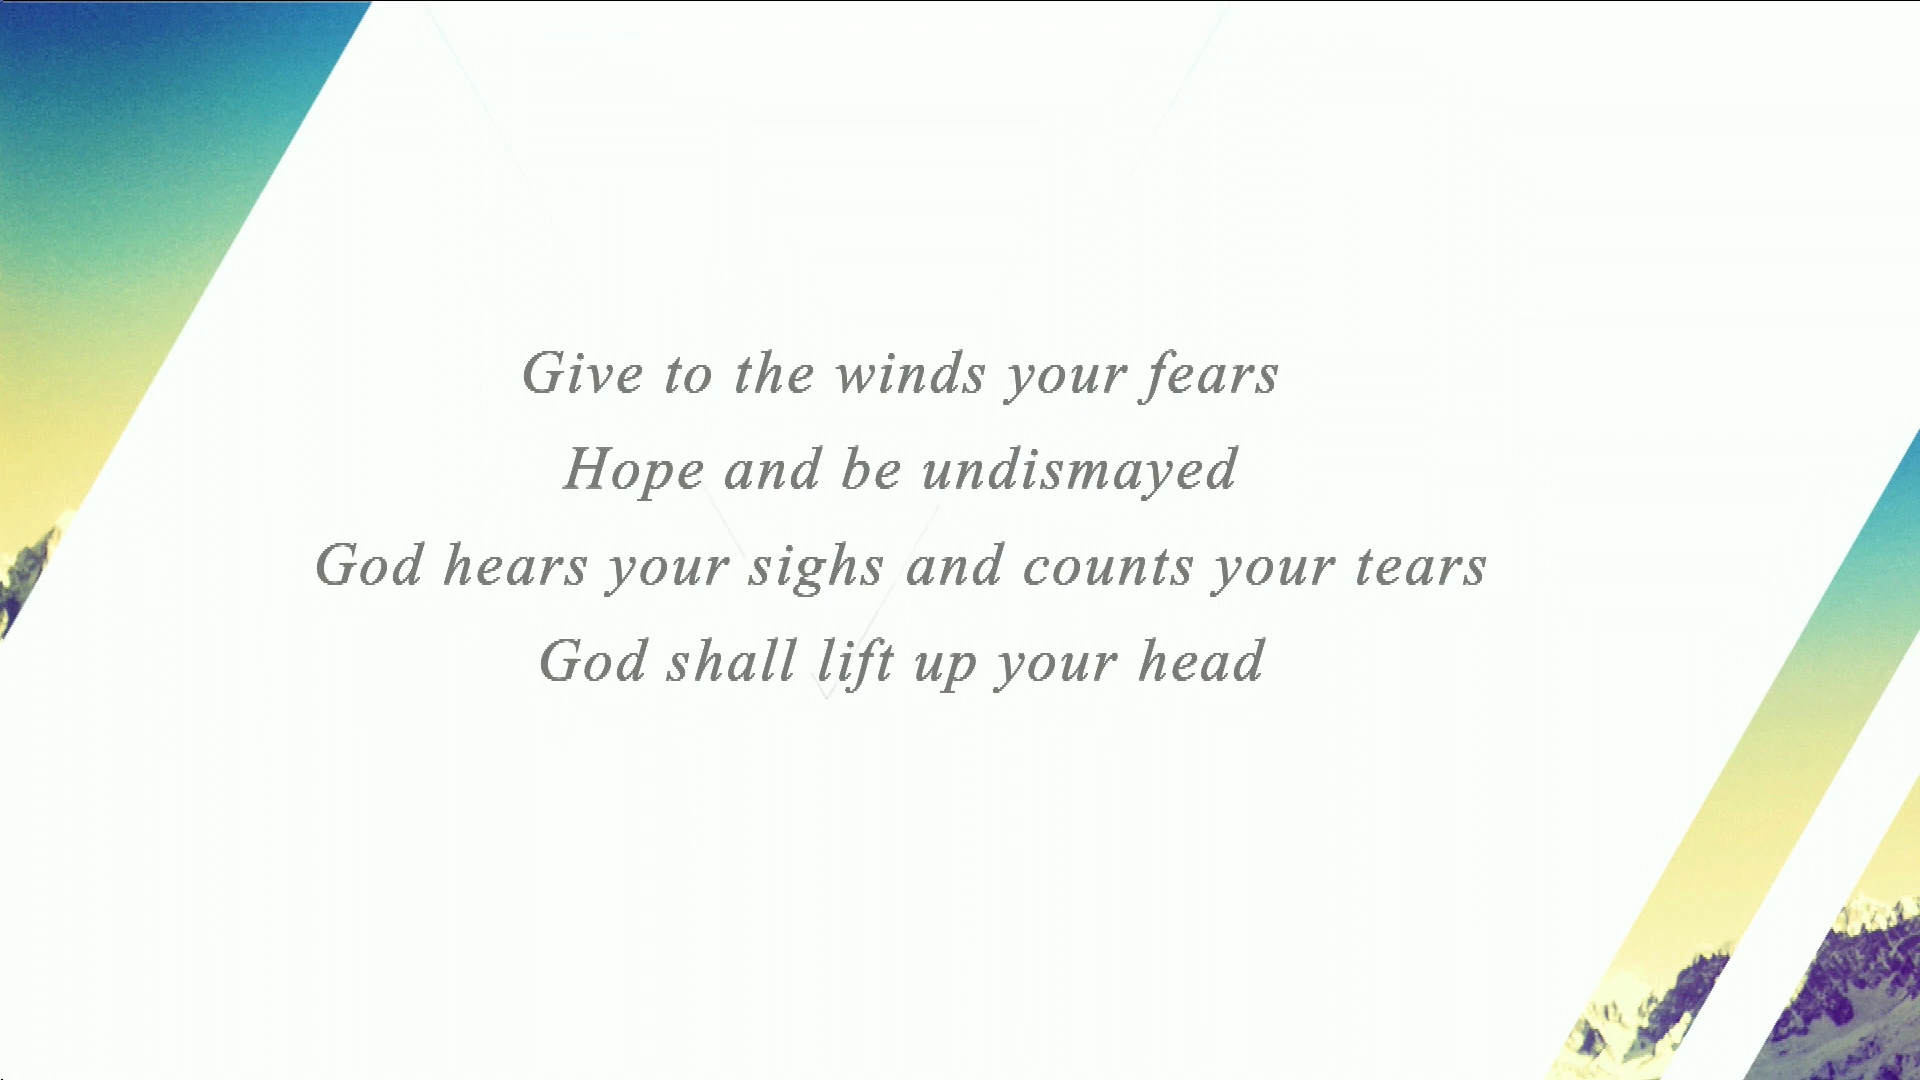 Give to the winds your fears
Hope and be undismayed
God hears your sighs and counts your tears
God shall lift up your head